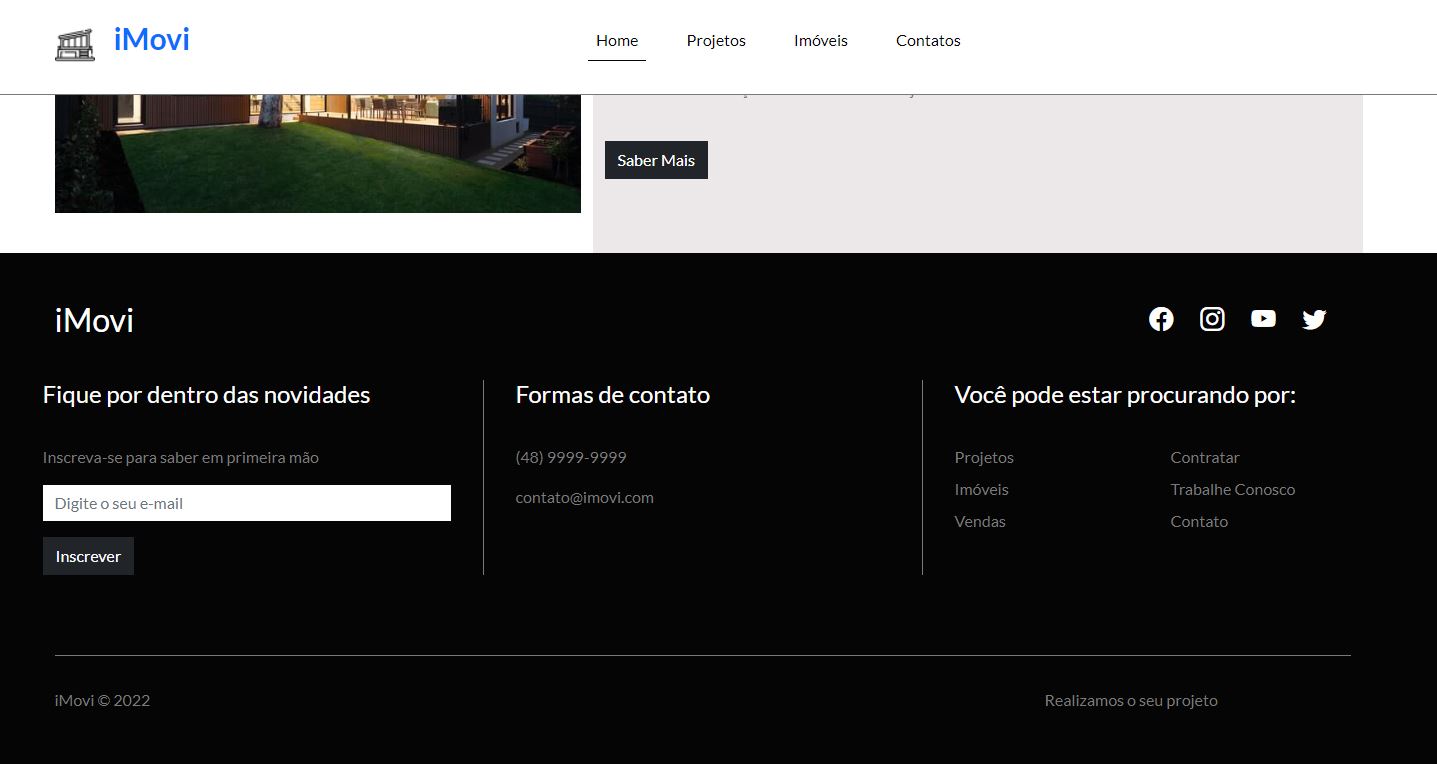 iMovi
Home Projetos Imóveis Contatos
Saber Mais
iMovi
Fique por dentro das novidades
Inscreva-se para saber em primeira mão
Digite o seu e-mail
Inscrever
Formas de contato
(48) 9999-9999
contato@imovi.com
Você pode estar procurando por:
Projetos
Imóveis
Vendas
Contratar
Trabalhe Conosco
Contato
iMovi © 2022
Realizamos o seu projeto